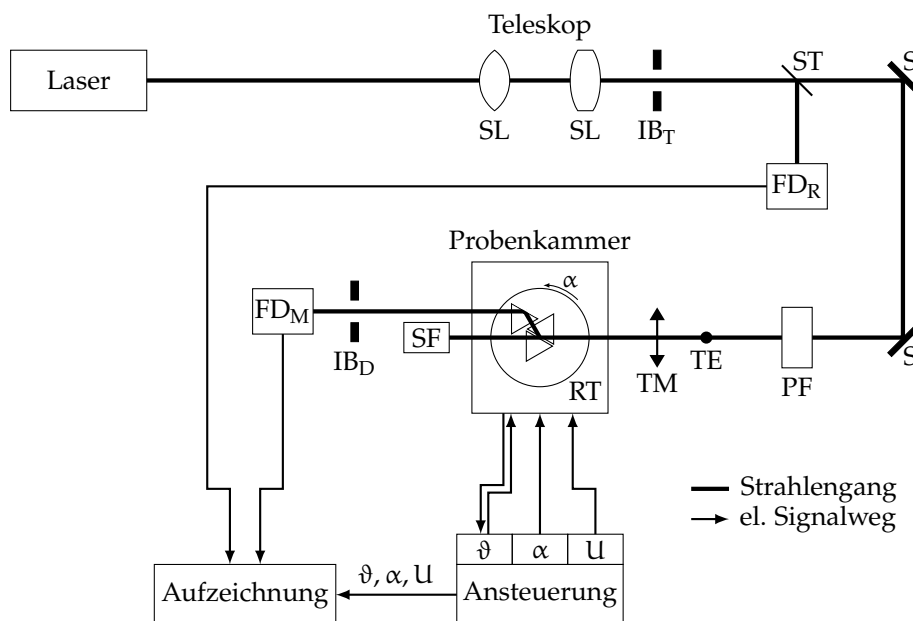 Teleskop
Laser
SL
SL
IB_T
ST
S
FD_R
Probenkammer
α
FD_M
IB_D
SF
RT
TM
TE
PF
S
Strahlengang
el. Signalweg
ϑ
α
U
Aufzeichnung
ϑ, α, U
Ansteuerung